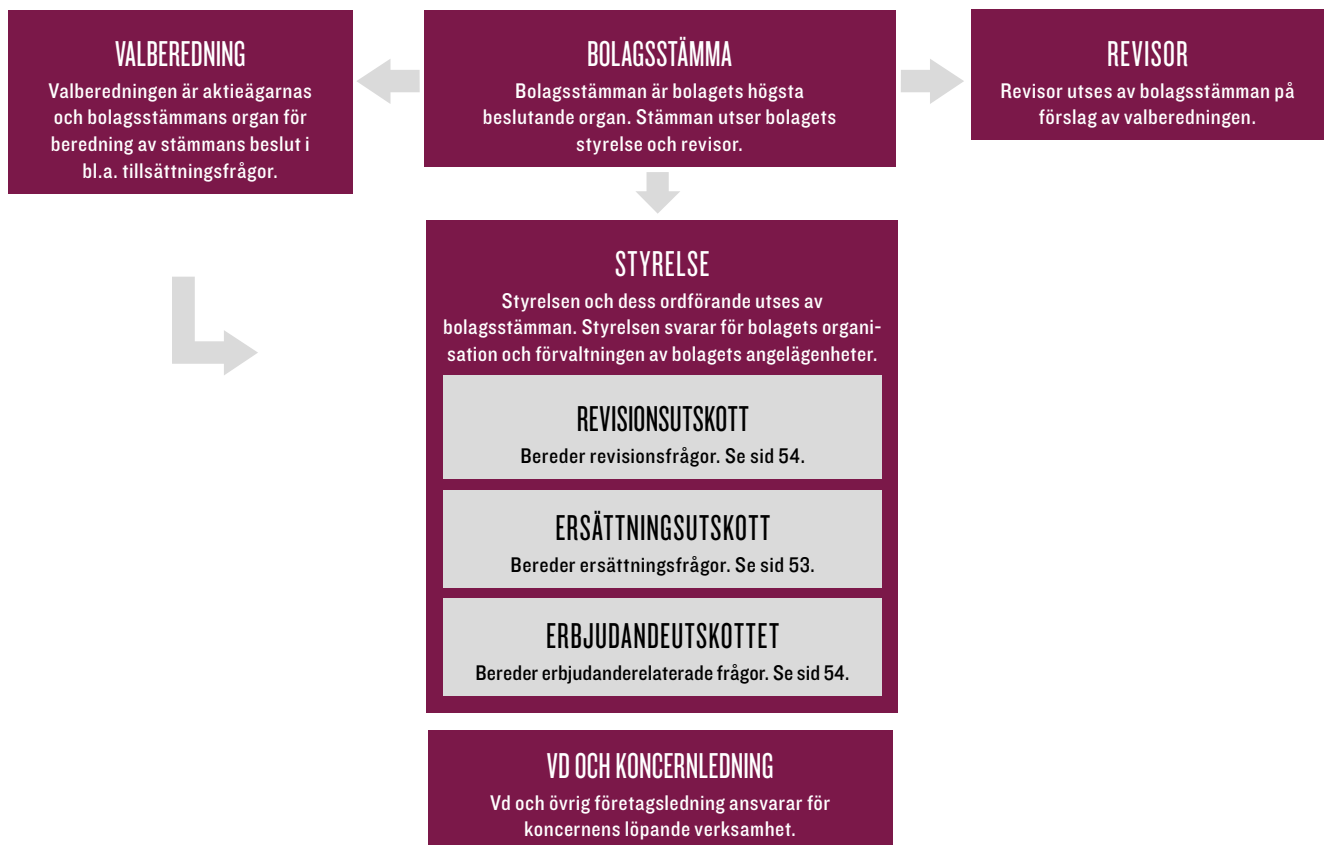 VALBEREDNING
Valberedningen är aktieägarnas
och bolagsstämmans organ för
beredning av stämmans beslut i
bl.a. tillsättningsfrågor.
BOLAGSSTÄMMA
Bolagsstämman är bolagets högsta
beslutande organ. Stämman utser bolagets
styrelse och revisor.
REVISOR
Revisor utses av bolagsstämman på
förslag av valberedningen.
STYRELSE
Styrelsen och dess ordförande utses av
bolagsstämman. Styrelsen svarar för bolagets organi-
sation och förvaltningen av bolagets angelägenheter.
REVISIONSUTSKOTT
Bereder revisionsfrågor. Se sid 54.
ERSÄTTNINGSUTSKOTT
Bereder ersättningsfrågor. Se sid 53.
ERBJUDANDEUTSKOTTET
Bereder erbjudanderelaterade frågor. Se sid 54.
VD OCH KONCERNLEDNING
Vd och övrig företagsledning ansvarar för
koncernens löpande verksamhet.